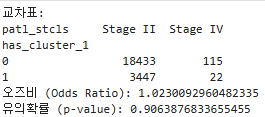 교차표:
patl_stcls Stage II Stage IV
has_cluster_1
0 18433 115
1 3447 22
오즈비 (Odds Ratio): 1.0230092960482335
유의확률 (p-value): 0.9063876833655455